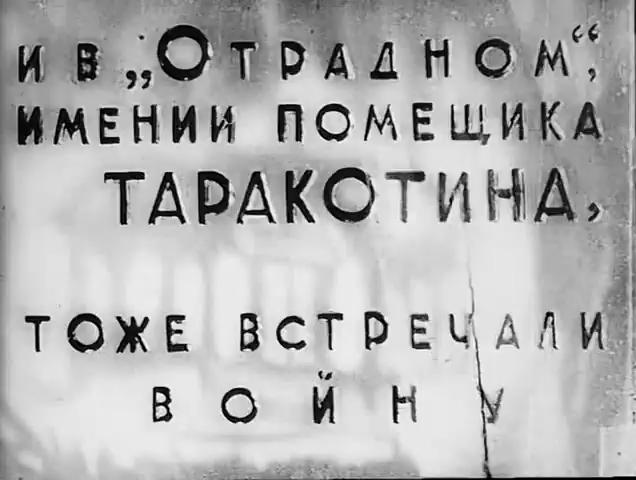 И В „ОТРАДНОМ“,
ИМЕНИИ ПОМЕЩИКА
ТАРАКОТИНА,
ТОЖЕ ВСТРЕЧАЛИ
ВОЙНУ